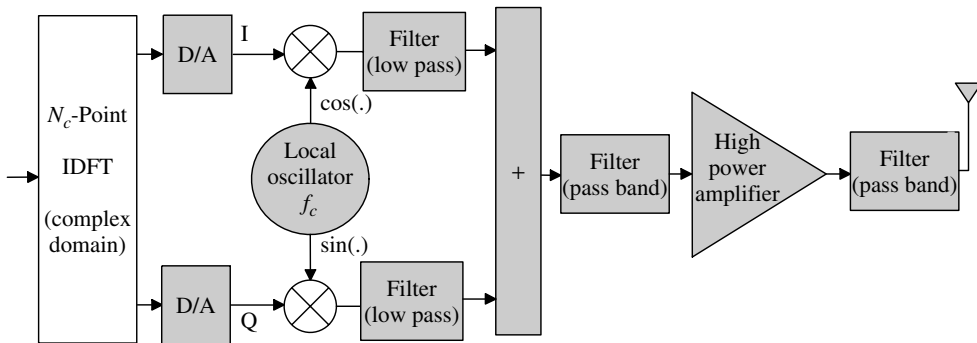 N_c-Point
IDFT
(complex
domain)
D/A
I
Filter
(low pass)
cos(.)
Local
oscillator
f_c
sin(.)
D/A
Q
Filter
(low pass)
+
Filter
(pass band)
High
power
amplifier
Filter
(pass band)